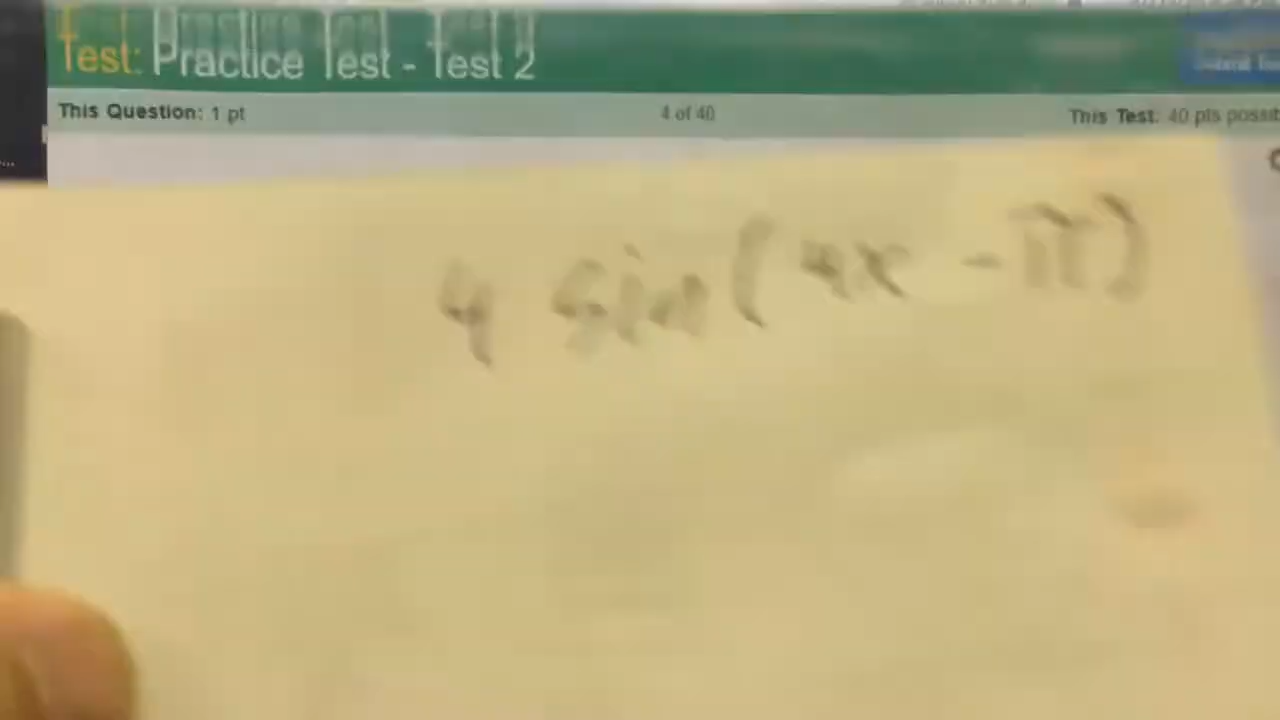 Test: Practice Test - Test 2
This Question: 1 pt 4 of 40 This Test: 40 pts
4 sin(4x - π)